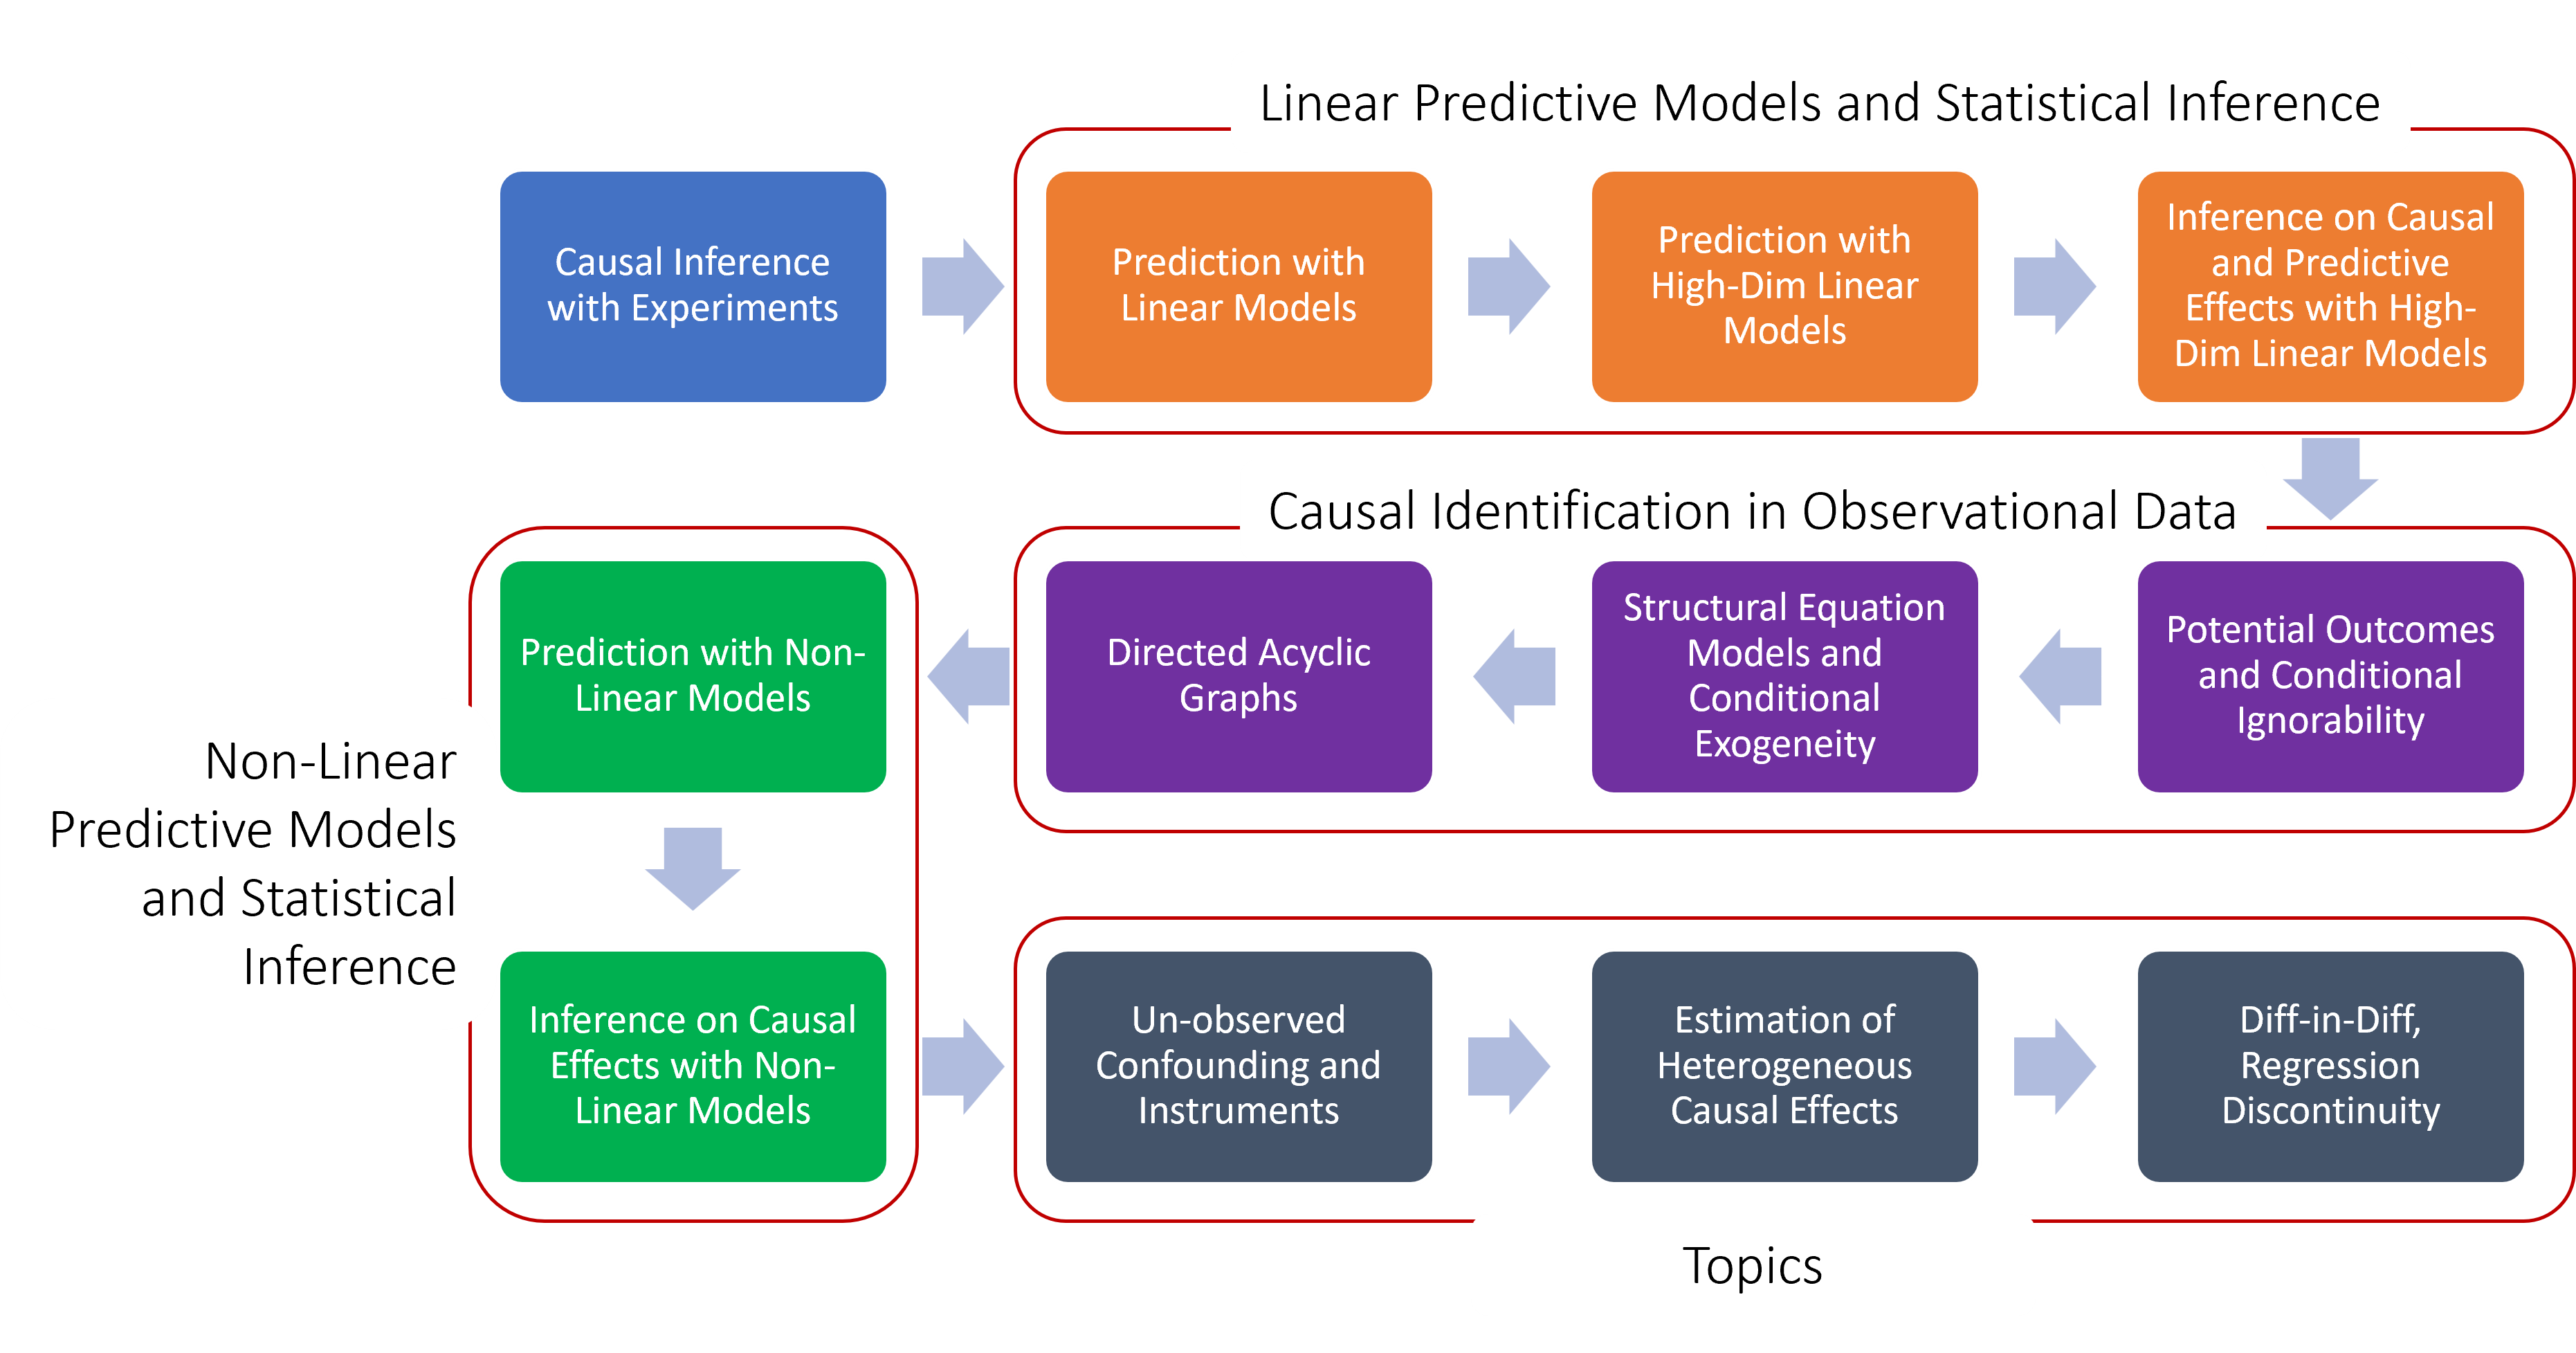 Linear Predictive Models and Statistical Inference
Causal Inference
with Experiments
Prediction with
Linear Models
Prediction with
High-Dim Linear
Models
Inference on Causal
and Predictive
Effects with High-
Dim Linear Models
Causal Identification in Observational Data
Potential Outcomes
and Conditional
Ignorability
Structural Equation
Models and
Conditional
Exogeneity
Directed Acyclic
Graphs
Prediction with Non-
Linear Models
Non-Linear
Predictive Models
and Statistical
Inference
Inference on Causal
Effects with Non-
Linear Models
Un-observed
Confounding and
Instruments
Estimation of
Heterogeneous
Causal Effects
Diff-in-Diff,
Regression
Discontinuity
Topics